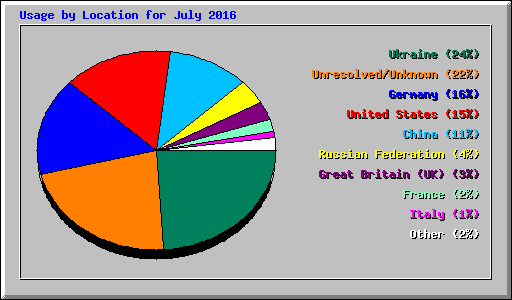 Usage by Location for July 2016
Ukraine (24%)
Unresolved/Unknown (22%)
Germany (16%)
United States (15%)
China (11%)
Russian Federation (4%)
Great Britain (UK) (3%)
France (2%)
Italy (1%)
Other (2%)